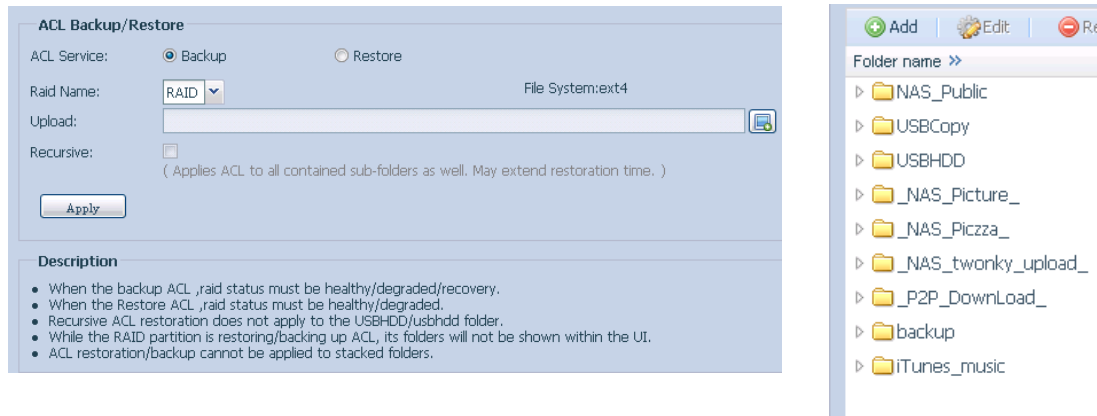 ACL Backup/Restore
ACL Service: Backup Restore
Raid Name: RAID File System:ext4
Upload:
Recursive:
( Applies ACL to all contained sub-folders as well. May extend restoration time. )
Apply
Description
• When the backup ACL ,raid status must be healthy/degraded/recovery.
• When the Restore ACL ,raid status must be healthy/degraded.
• Recursive ACL restoration does not apply to the USBHDD/usbhdd folder.
• While the RAID partition is restoring/backing up ACL, its folders will not be shown within the UI.
• ACL restoration/backup cannot be applied to stacked folders.
Add Edit Re
Folder name »
NAS_Public
USBCopy
USBHDD
_NAS_Picture_
_NAS_Piczza_
_NAS_twonky_upload_
_P2P_DownLoad_
backup
iTunes_music